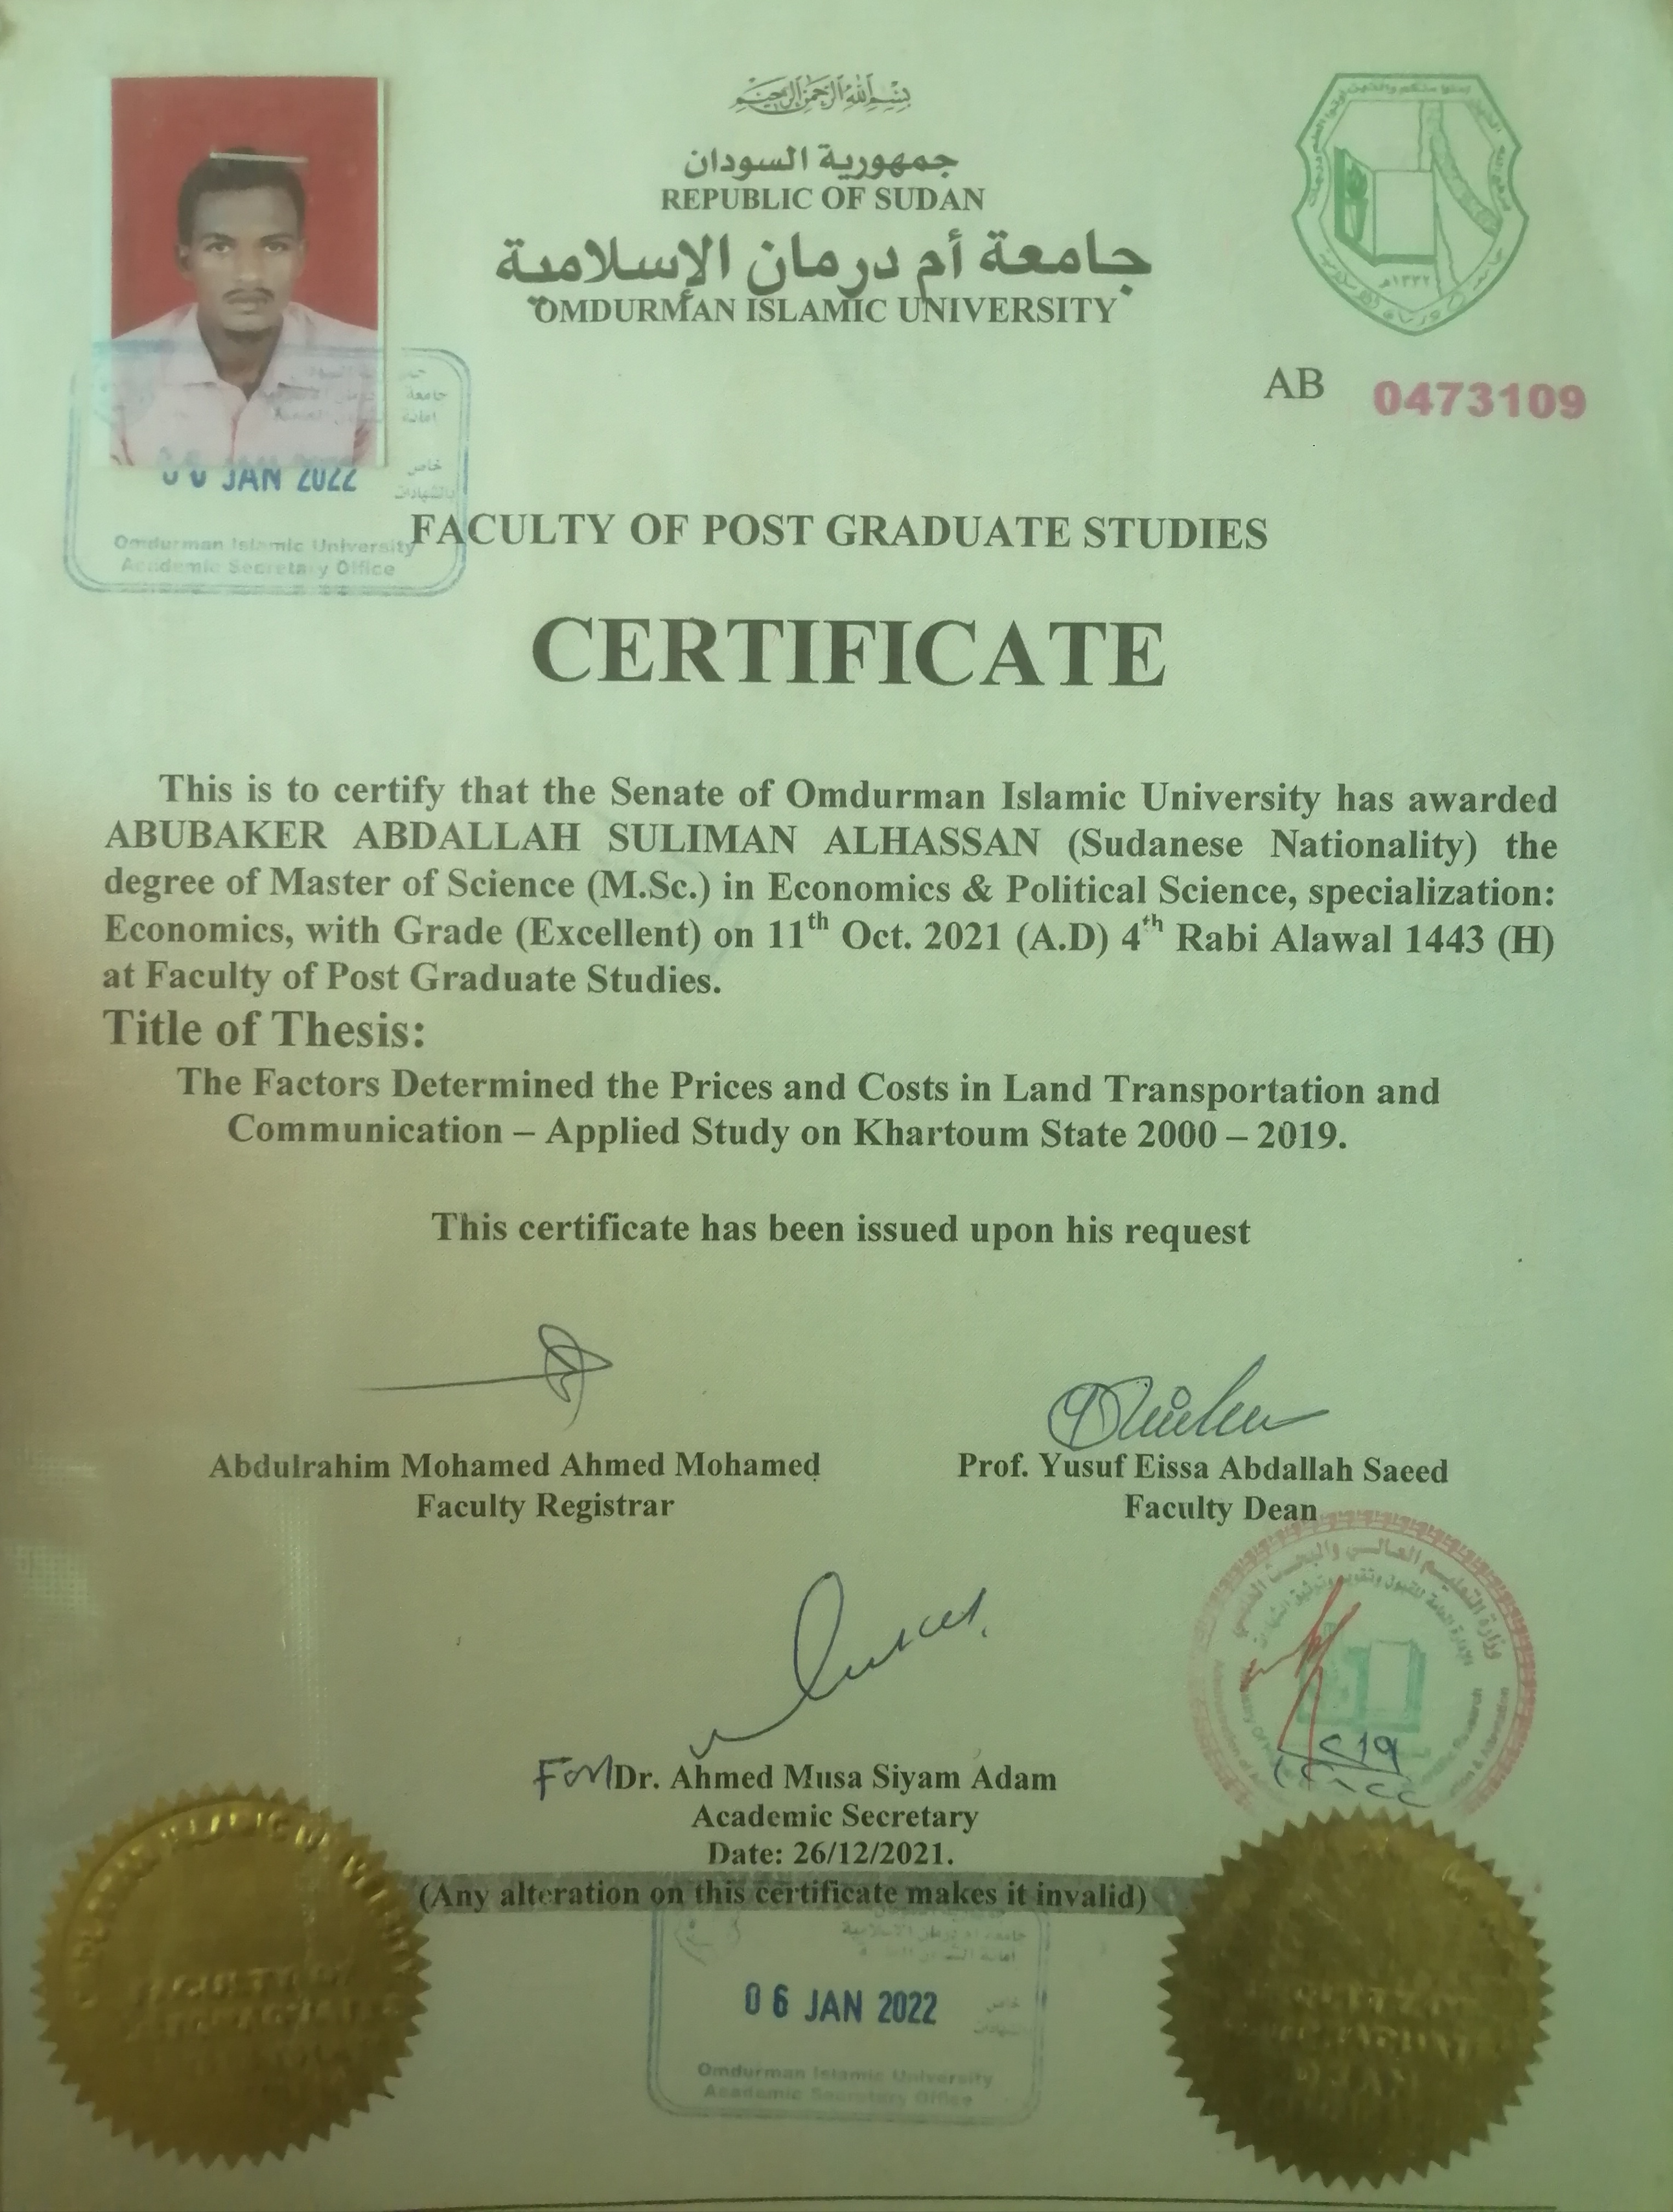 بسم الله الرحمن الرحيم
جمهورية السودان
REPUBLIC OF SUDAN
جامعة أم درمان الإسلامية
OMDURMAN ISLAMIC UNIVERSITY
AB 0473109
جامعة
خاص
بالشهادات
JAN 2022
Omdurman Islamic University
Academic Secretary Office
FACULTY OF POST GRADUATE STUDIES
CERTIFICATE
This is to certify that the Senate of Omdurman Islamic University has awarded
ABUBAKER ABDALLAH SULIMAN ALHASSAN (Sudanese Nationality) the
degree of Master of Science (M.Sc.) in Economics & Political Science, specialization:
Economics, with Grade (Excellent) on 11th Oct. 2021 (A.D) 4th Rabi Alawal 1443 (H)
at Faculty of Post Graduate Studies.
Title of Thesis:
The Factors Determined the Prices and Costs in Land Transportation and
Communication – Applied Study on Khartoum State 2000 – 2019.
This certificate has been issued upon his request
Abdulrahim Mohamed Ahmed Mohamed
Faculty Registrar
Prof. Yusuf Eissa Abdallah Saeed
Faculty Dean
وزارة التعليم العالي والبحث العلمي
For Dr. Ahmed Musa Siyam Adam
Academic Secretary
Date: 26/12/2021.
(Any alteration on this certificate makes it invalid)
06 JAN 2022
Omdurman Islamic University
Academic Secretary Office